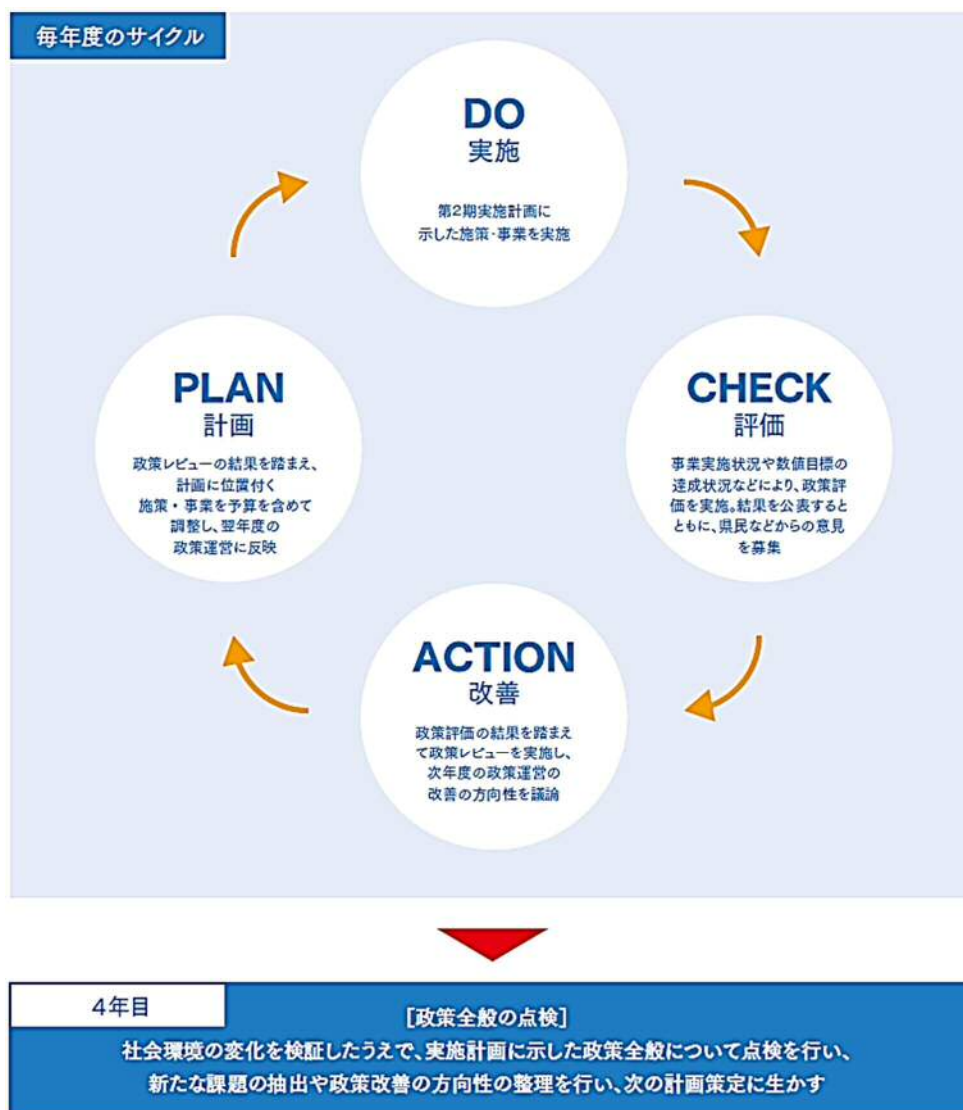 毎年度のサイクル
DO
実施
第2期実施計画に
示した施策・事業を実施
PLAN
計画
政策レビューの結果を踏まえ、
計画に位置付く
施策・事業を予算を含めて
調整し、翌年度の
政策運営に反映
CHECK
評価
事業実施状況や数値目標の
達成状況などにより、政策評
価を実施。結果を公表すると
ともに、県民などからの意見
を募集
ACTION
改善
政策評価の結果を踏まえ
て政策レビューを実施し、
次年度の政策運営の
改善の方向性を議論
4年目
[政策全般の点検]
社会環境の変化を検証したうえで、実施計画に示した政策全般について点検を行い、
新たな課題の抽出や政策改善の方向性の整理を行い、次の計画策定に生かす